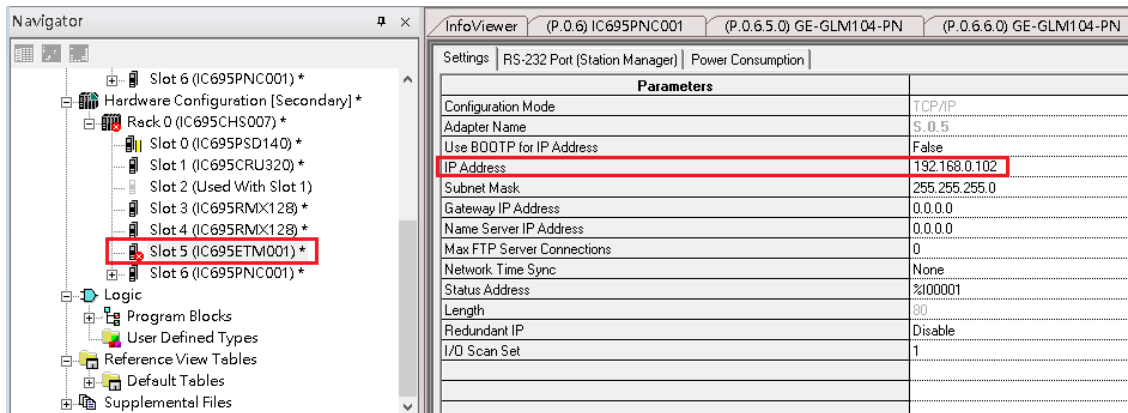 Navigator
Slot 6 (IC695PNC001) *
Hardware Configuration [Secondary] *
Rack 0 (IC695CHS007) *
Slot 0 (IC695PSD140) *
Slot 1 (IC695CRU320) *
Slot 2 (Used With Slot 1)
Slot 3 (IC695RMX128) *
Slot 4 (IC695RMX128) *
Slot 5 (IC695ETM001) *
Slot 6 (IC695PNC001) *
Logic
Program Blocks
User Defined Types
Reference View Tables
Default Tables
Supplemental Files
InfoViewer (P.0.6) IC695PNC001 (P.0.6.5.0) GE-GLM104-PN (P.0.6.6.0) GE-GLM104-PN
Settings RS-232 Port (Station Manager) Power Consumption
Parameters
Configuration Mode TCP/IP
Adapter Name S.0.5
Use BOOTP for IP Address False
IP Address 192.168.0.102
Subnet Mask 255.255.255.0
Gateway IP Address 0.0.0.0
Name Server IP Address 0.0.0.0
Max FTP Server Connections 0
Network Time Sync None
Status Address %I00001
Length 80
Redundant IP Disable
I/O Scan Set 1